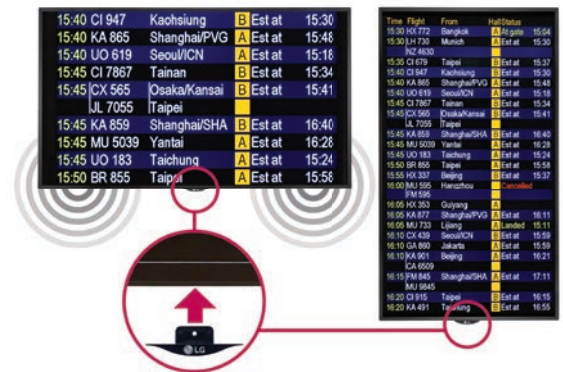 15:40 CI 947 Kaohsiung B Est at 15:30
15:40 KA 865 Shanghai/PVG A Est at 15:48
15:40 UO 619 Seoul/ICN A Est at 15:18
15:45 CI 7867 Tainan B Est at 15:34
15:45 CX 565 Osaka/Kansai B Est at 15:41
JL 7055 Taipei
15:45 KA 859 Shanghai/SHA B Est at 16:40
15:45 MU 5039 Yantai A Est at 16:28
15:45 UO 183 Taichung A Est at 15:24
15:50 BR 855 Taipei A Est at 15:58
LG
Time Flight From Hall Status
15:30 HX 772 Bangkok A At gate 15:04
15:30 LH 730 Munich A Est at 15:30
NZ 4630
15:35 CI 679 Taipei B Est at 15:37
15:40 CI 947 Kaohsiung B Est at 15:30
15:40 KA 865 Shanghai/PVG A Est at 15:48
15:40 UO 619 Seoul/ICN B Est at 15:18
15:45 CI 7867 Tainan B Est at 15:34
15:45 CX 565 Osaka/Kansai B Est at 15:41
JL 7055 Taipei
15:45 KA 859 Shanghai/SHA B Est at 16:40
15:45 MU 5039 Yantai A Est at 16:28
15:45 UO 183 Taichung A Est at 15:24
15:50 BR 855 Taipei A Est at 15:58
15:55 HX 337 Beijing B Est at 15:37
16:00 MU 595 Hangzhou Cancelled
FM 595
16:05 HX 353 Guiyang A
16:05 KA 877 Shanghai/PVG A Est at 16:11
16:05 MU 733 Lijiang A Landed 15:11
16:10 CX 439 Seoul/ICN B Est at 15:59
16:10 GA 860 Jakarta B Est at 15:59
16:10 KA 901 Beijing A Est at 16:21
CA 6509
16:15 FM 845 Shanghai/SHA A Est at 17:11
MU 9845
16:20 CI 915 Taipei B Est at 16:15
16:20 KA 491 Taichung B Est at 16:55